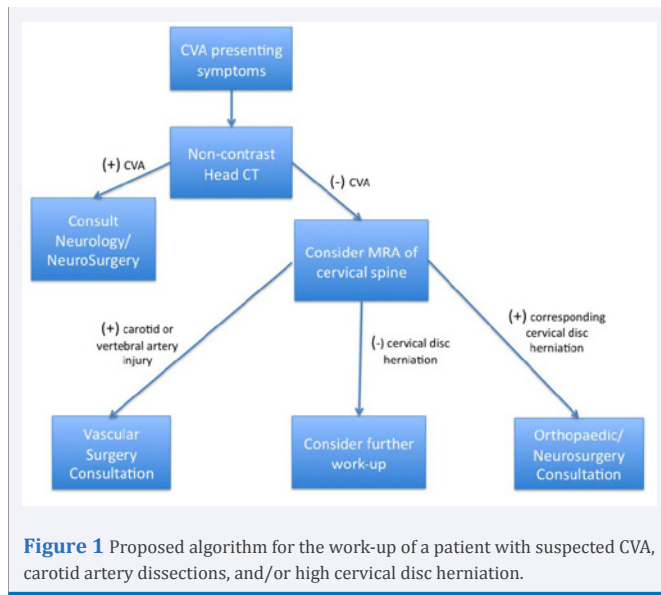 CVA presenting
symptoms
(+) CVA
Non-contrast
Head CT
(-) CVA
Consult
Neurology/
NeuroSurgery
Consider MRA of
cervical spine
(+) carotid or
vertebral artery
injury
(-) cervical disc
herniation
(+) corresponding
cervical disc
herniation
Vascular
Surgery
Consultation
Consider further
work-up
Orthopaedic/
Neurosurgery
Consultation
Figure 1 Proposed algorithm for the work-up of a patient with suspected CVA,
carotid artery dissections, and/or high cervical disc herniation.